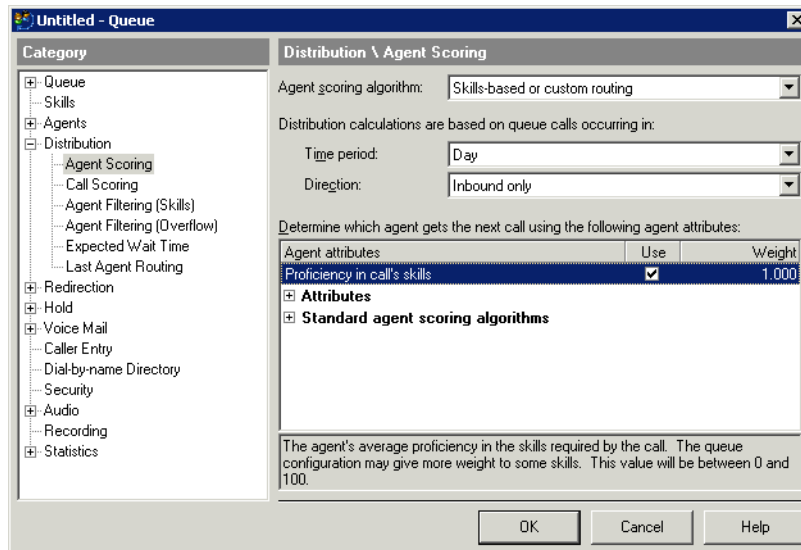 Untitled - Queue
Category
Queue
Skills
Agents
Distribution
Agent Scoring
Call Scoring
Agent Filtering (Skills)
Agent Filtering (Overflow)
Expected Wait Time
Last Agent Routing
Redirection
Hold
Voice Mail
Caller Entry
Dial-by-name Directory
Security
Audio
Recording
Statistics
Distribution \ Agent Scoring
Agent scoring algorithm: Skills-based or custom routing
Distribution calculations are based on queue calls occurring in:
Time period: Day
Direction: Inbound only
Determine which agent gets the next call using the following agent attributes:
Agent attributes Use Weight
Proficiency in call's skills 1.000
Attributes
Standard agent scoring algorithms
The agent's average proficiency in the skills required by the call. The queue
configuration may give more weight to some skills. This value will be between 0 and
100.
OK Cancel Help